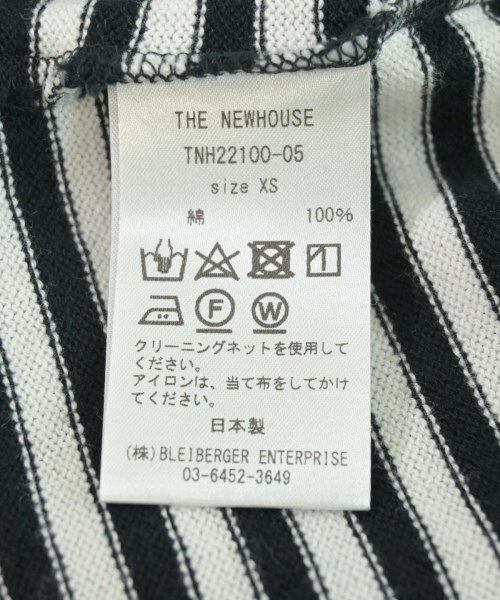 THE NEWHOUSE
TNH22100-05
size XS
綿 100%
F W
クリーニングネットを使用して
ください。
アイロンは、当て布をしてかけ
てください。
日本製
(株)BLEIBERGER ENTERPRISE
03-6452-3649